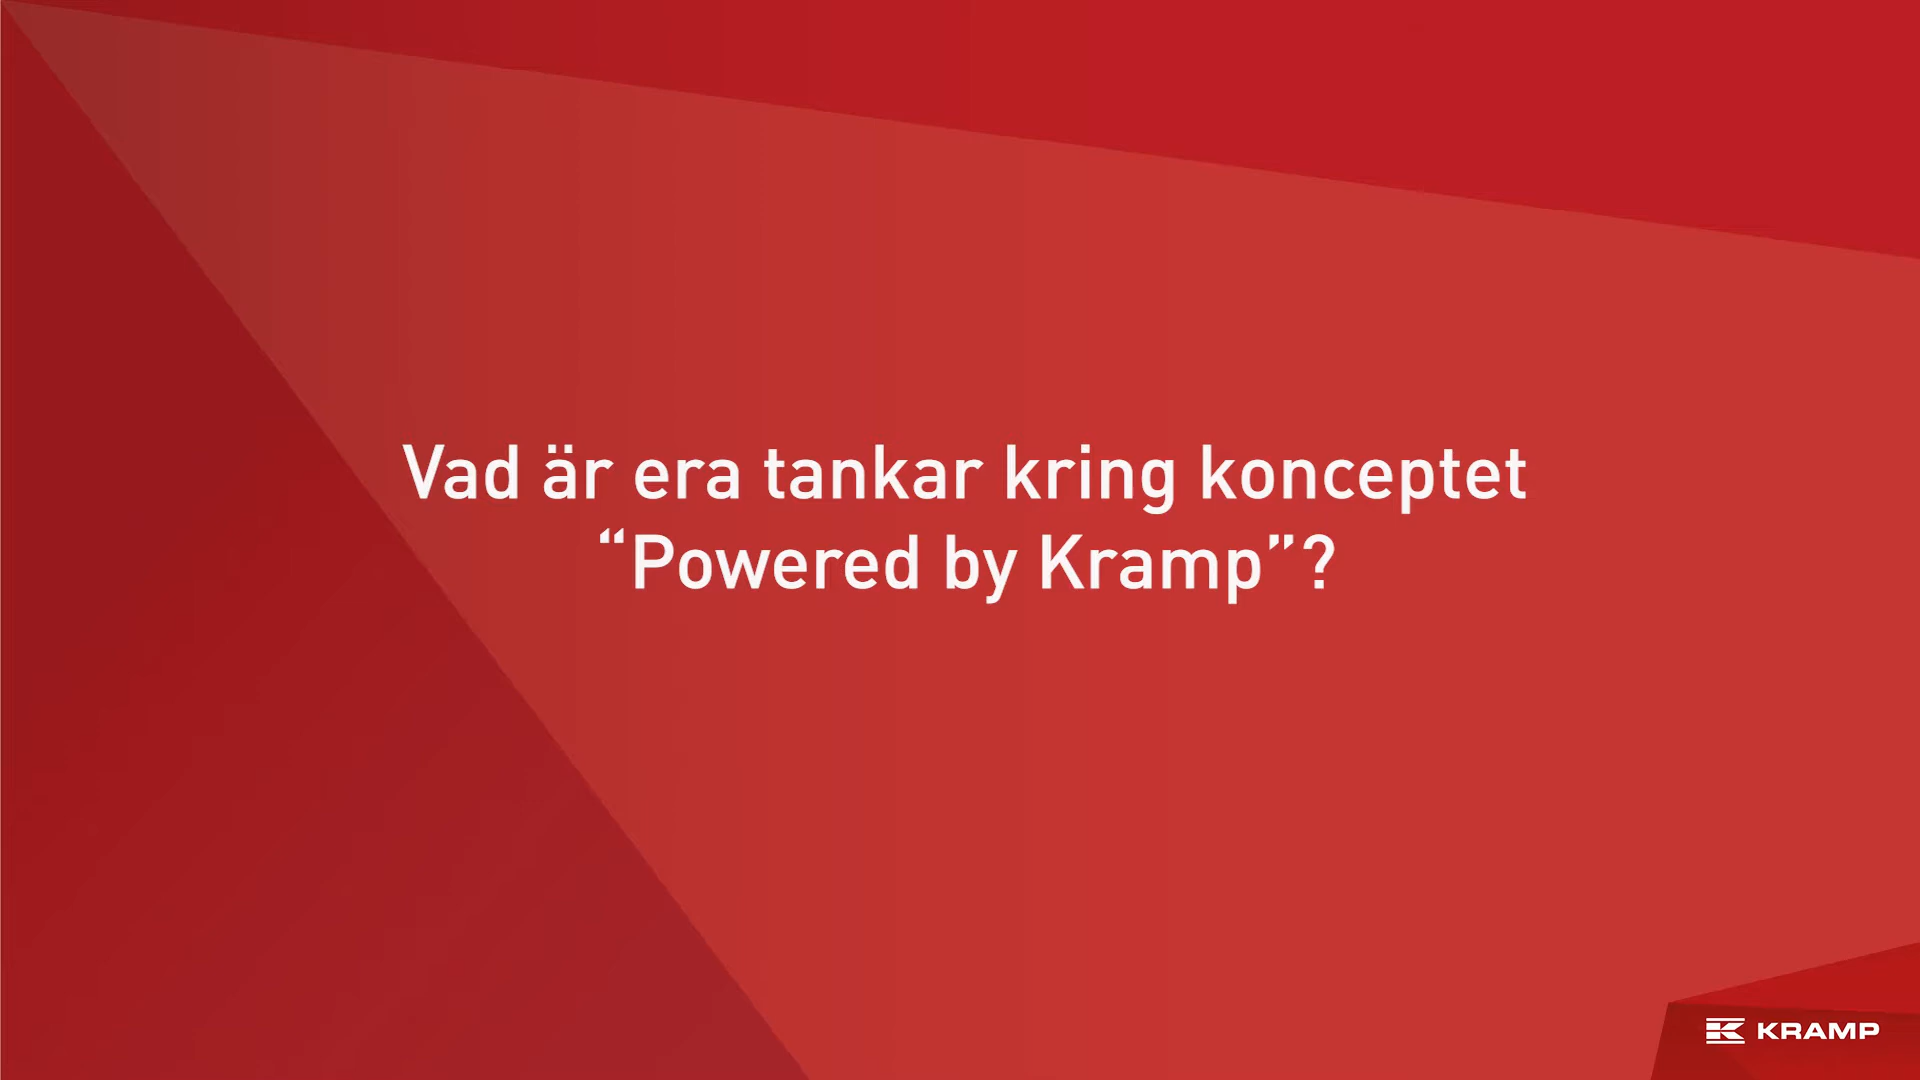 Vad är era tankar kring konceptet
“Powered by Kramp”?
KRAMP